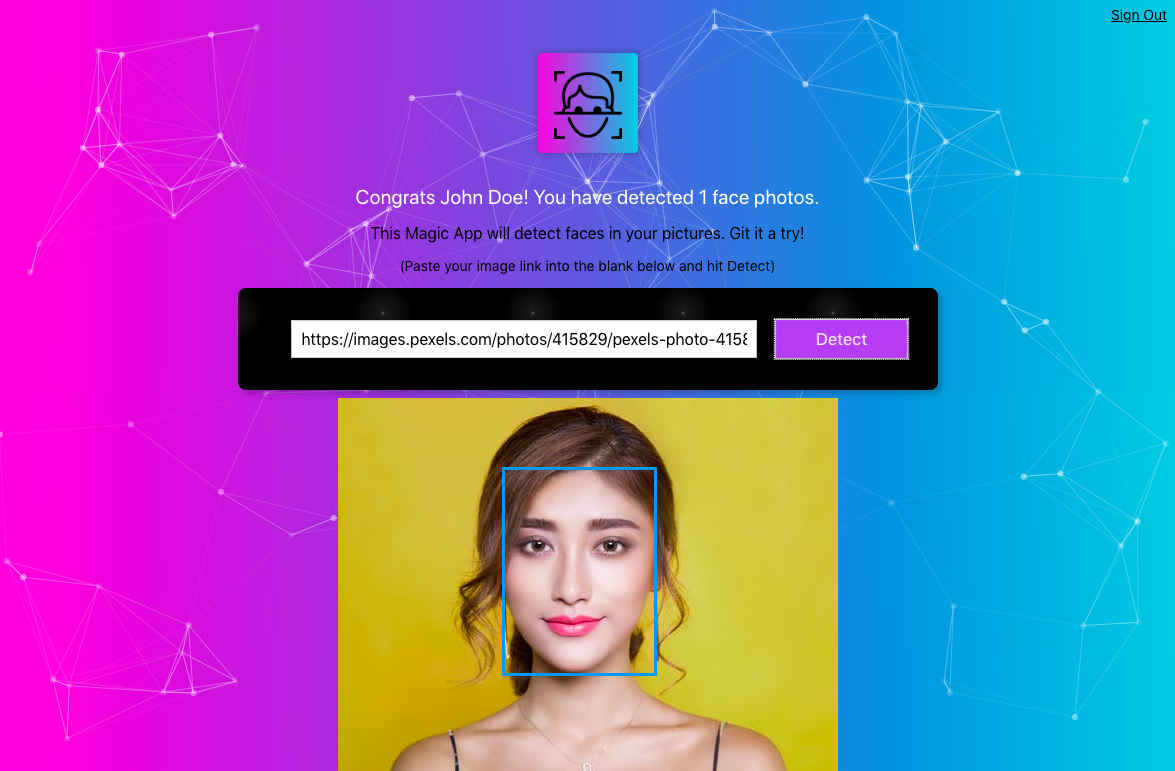 Sign Out
Congrats John Doe! You have detected 1 face photos.
This Magic App will detect faces in your pictures. Git it a try!
(Paste your image link into the blank below and hit Detect)
https://images.pexels.com/photos/415829/pexels-photo-4158
Detect